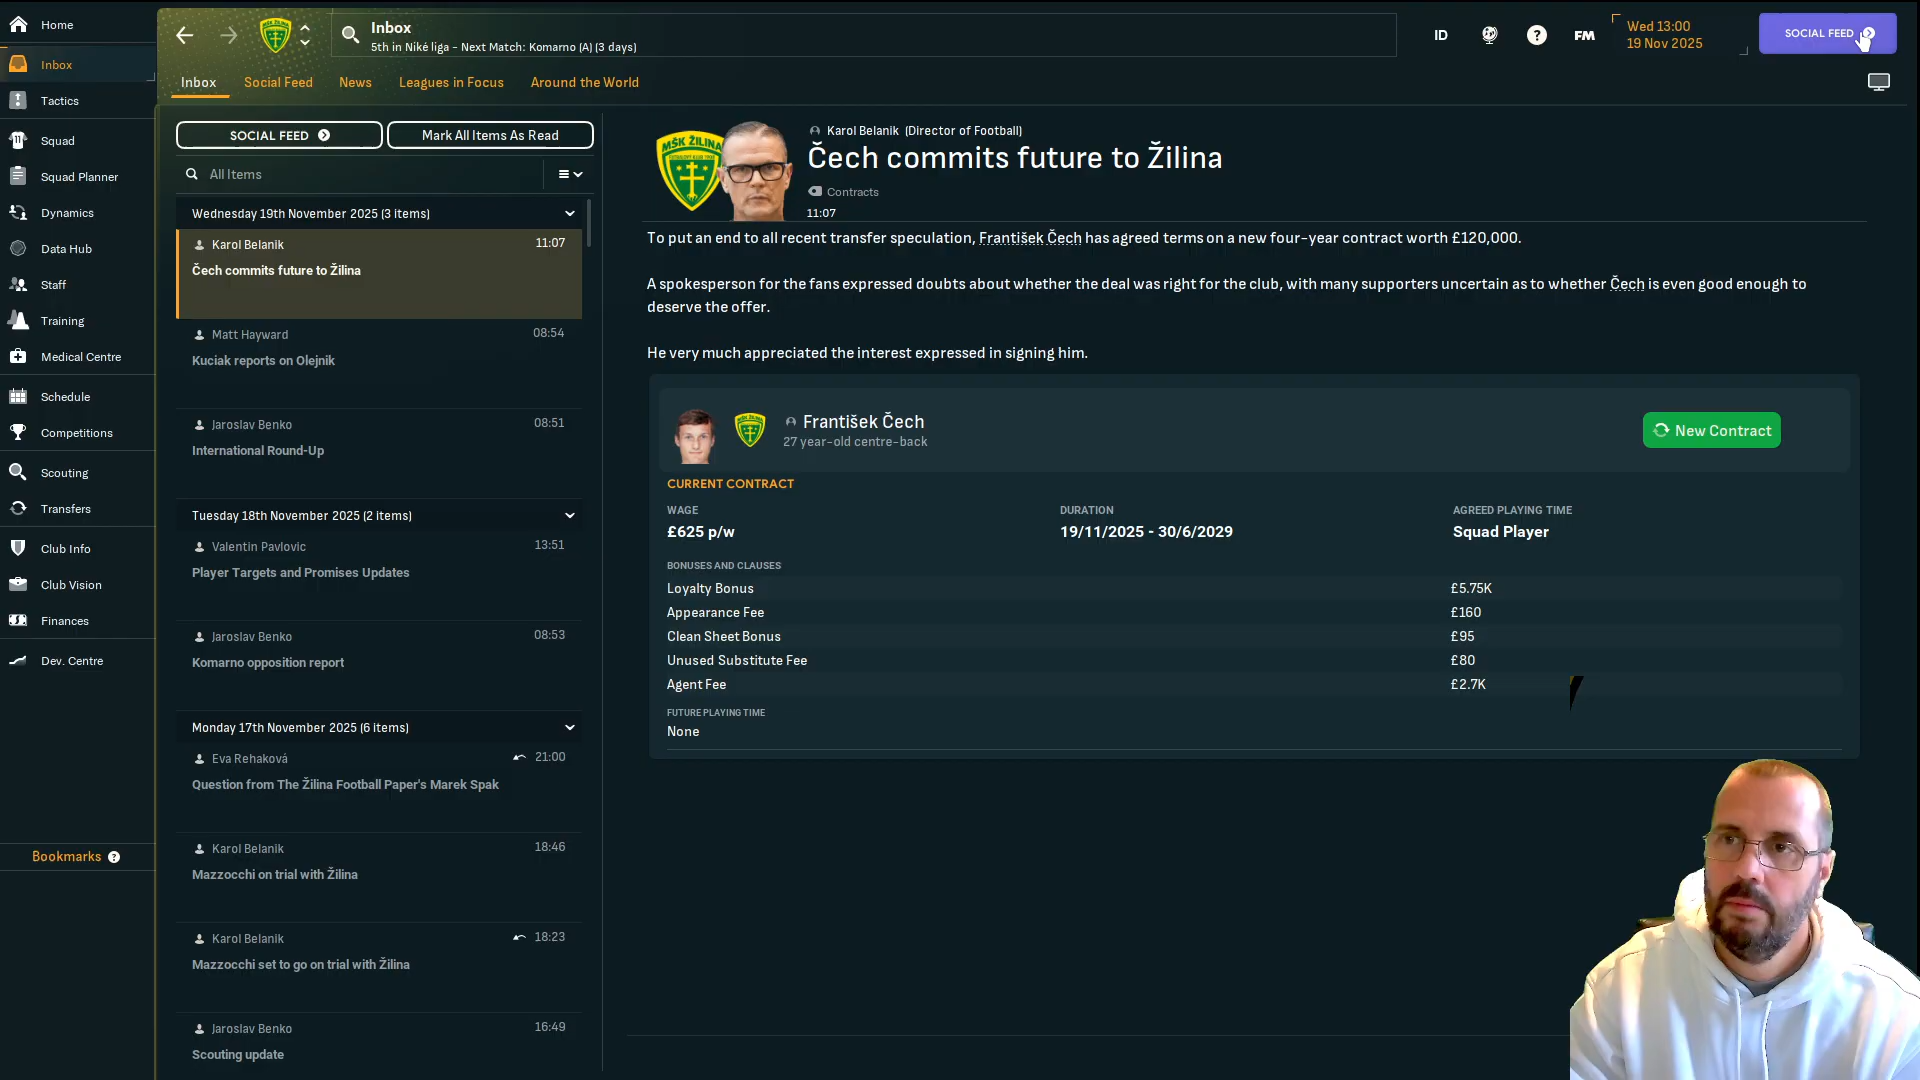 Home
Inbox
Tactics
Squad
Squad Planner
Dynamics
Data Hub
Staff
Training
Medical Centre
Schedule
Competitions
Scouting
Transfers
Club Info
Club Vision
Finances
Dev. Centre
Bookmarks ?
Inbox
5th in Niké liga - Next Match: Komarno (A) (3 days)
ID
?
FM
Wed 13:00
19 Nov 2025
SOCIAL FEED
Inbox Social Feed News Leagues in Focus Around the World
SOCIAL FEED
Mark All Items As Read
All Items
Wednesday 19th November 2025 (3 items)
Karol Belanik 11:07
Čech commits future to Žilina
Matt Hayward 08:54
Kuciak reports on Olejnik
Jaroslav Benko 08:51
International Round-Up
Tuesday 18th November 2025 (2 items)
Valentin Pavlovic 13:51
Player Targets and Promises Updates
Jaroslav Benko 08:53
Komarno opposition report
Monday 17th November 2025 (6 items)
Eva Rehaková 21:00
Question from The Žilina Football Paper's Marek Spak
Karol Belanik 18:46
Mazzocchi on trial with Žilina
Karol Belanik 18:23
Mazzocchi set to go on trial with Žilina
Jaroslav Benko 16:49
Scouting update
MŠK ŽILINA
Karol Belanik (Director of Football)
Čech commits future to Žilina
Contracts
11:07
To put an end to all recent transfer speculation, František Čech has agreed terms on a new four-year contract worth £120,000.
A spokesperson for the fans expressed doubts about whether the deal was right for the club, with many supporters uncertain as to whether Čech is even good enough to
deserve the offer.
He very much appreciated the interest expressed in signing him.
František Čech
27 year-old centre-back
New Contract
CURRENT CONTRACT
WAGE DURATION AGREED PLAYING TIME
£625 p/w 19/11/2025 - 30/6/2029 Squad Player
BONUSES AND CLAUSES
Loyalty Bonus £5.75K
Appearance Fee £160
Clean Sheet Bonus £95
Unused Substitute Fee £80
Agent Fee £2.7K
FUTURE PLAYING TIME
None